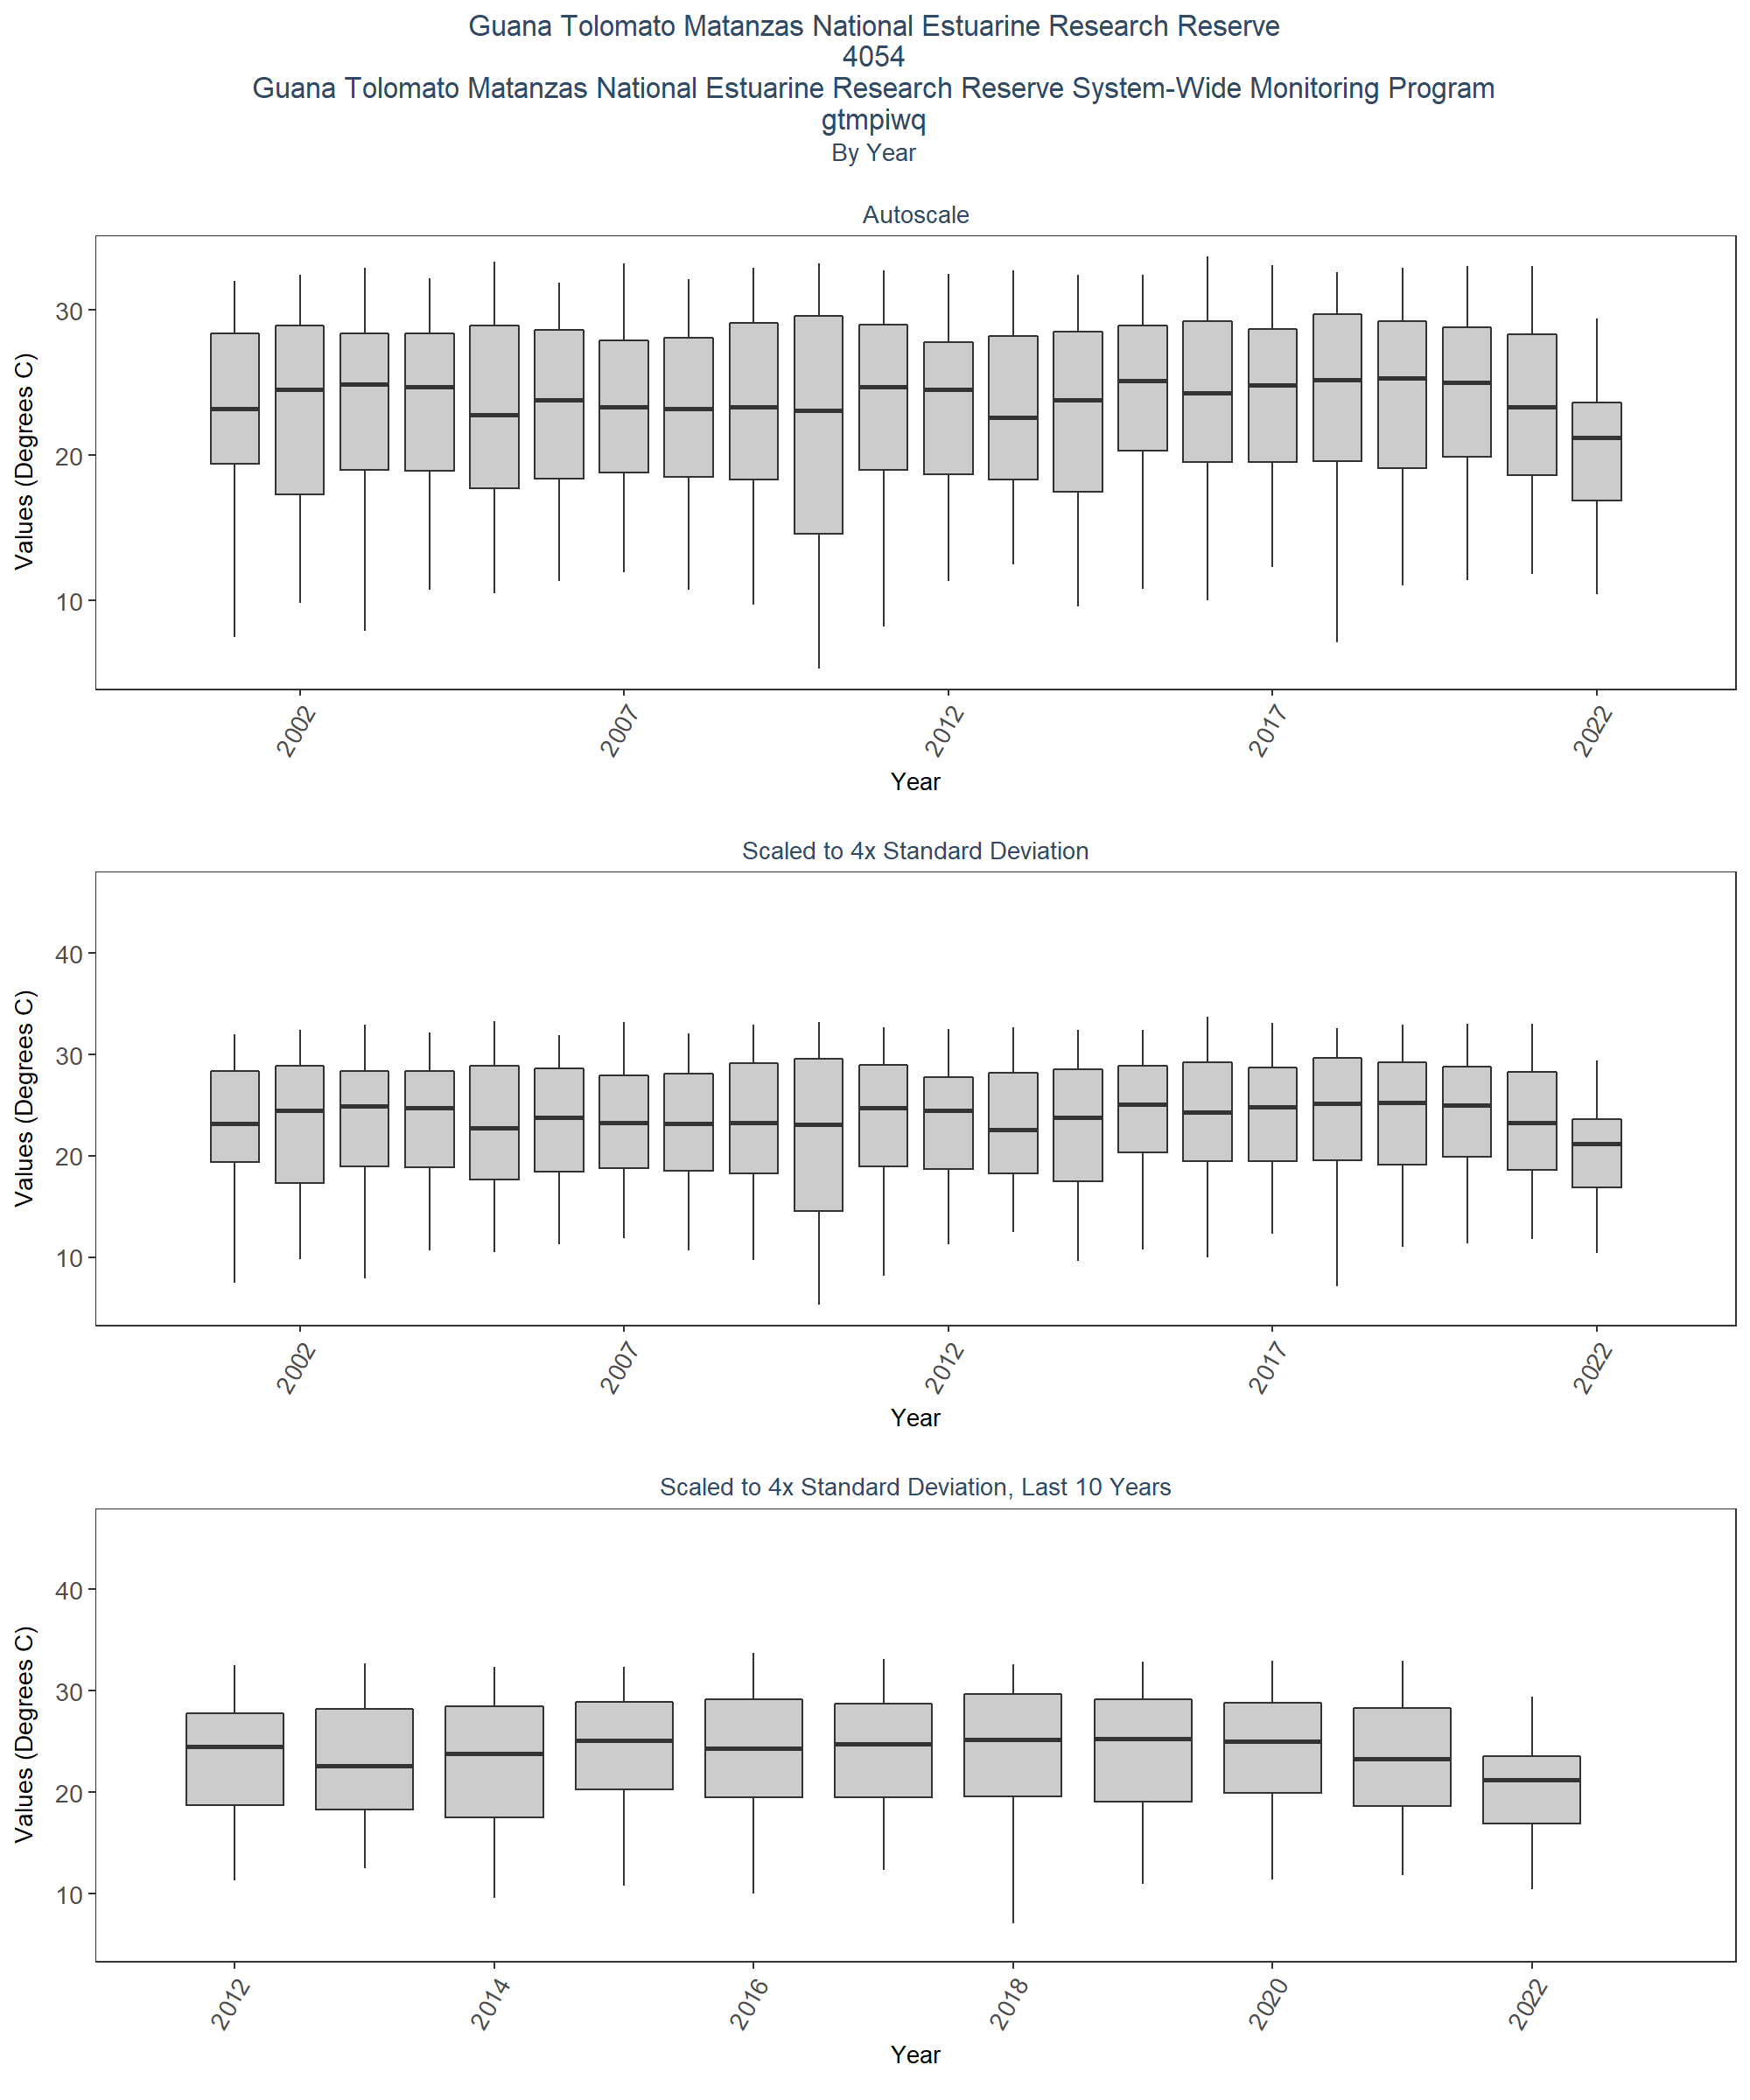 Guana Tolomato Matanzas National Estuarine Research Reserve
4054
Guana Tolomato Matanzas National Estuarine Research Reserve System-Wide Monitoring Program
gtmpiwq
By Year
Autoscale
Values (Degrees C)
30
20
10
2002
2007
2012
2017
2022
Year
Scaled to 4x Standard Deviation
Values (Degrees C)
40
30
20
10
2002
2007
2012
2017
2022
Year
Scaled to 4x Standard Deviation, Last 10 Years
Values (Degrees C)
40
30
20
10
2012
2014
2016
2018
2020
2022
Year